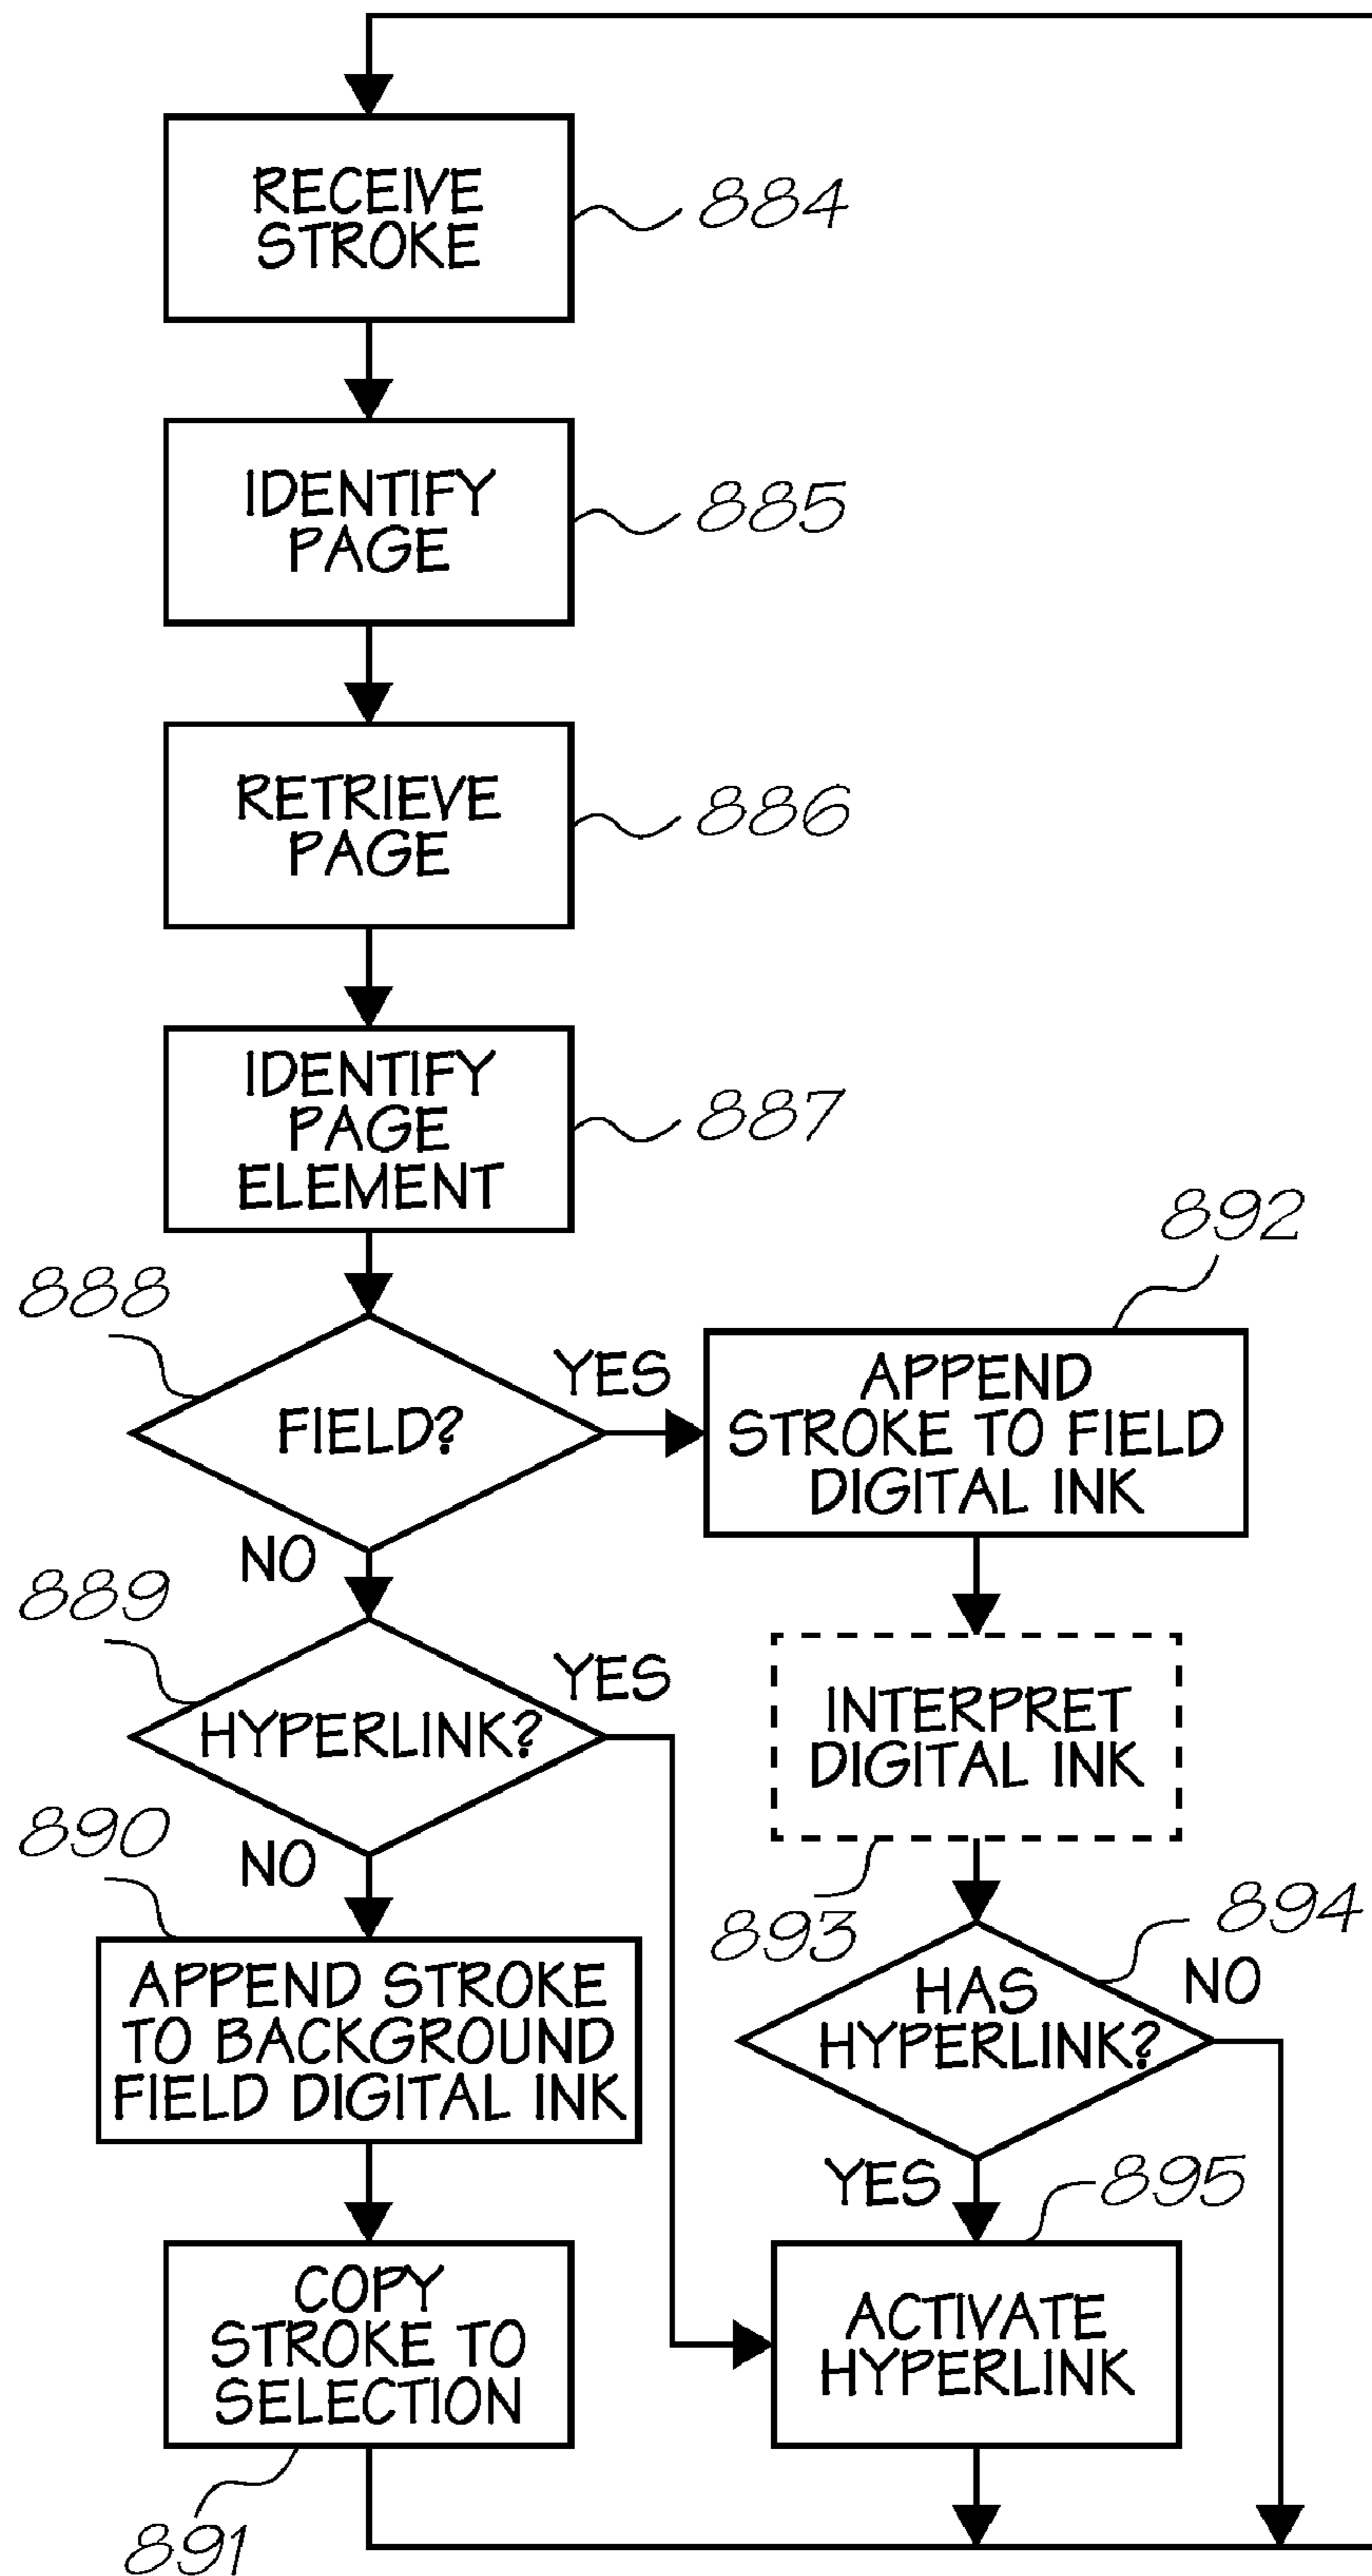 RECEIVE
STROKE
884
IDENTIFY
PAGE
885
RETRIEVE
PAGE
886
IDENTIFY
PAGE
ELEMENT
887
888
FIELD?
YES
NO
892
APPEND
STROKE TO FIELD
DIGITAL INK
889
HYPERLINK?
YES
NO
INTERPRET
DIGITAL INK
893
890
APPEND STROKE
TO BACKGROUND
FIELD DIGITAL INK
894
HAS
HYPERLINK?
NO
YES
895
COPY
STROKE TO
SELECTION
891
ACTIVATE
HYPERLINK